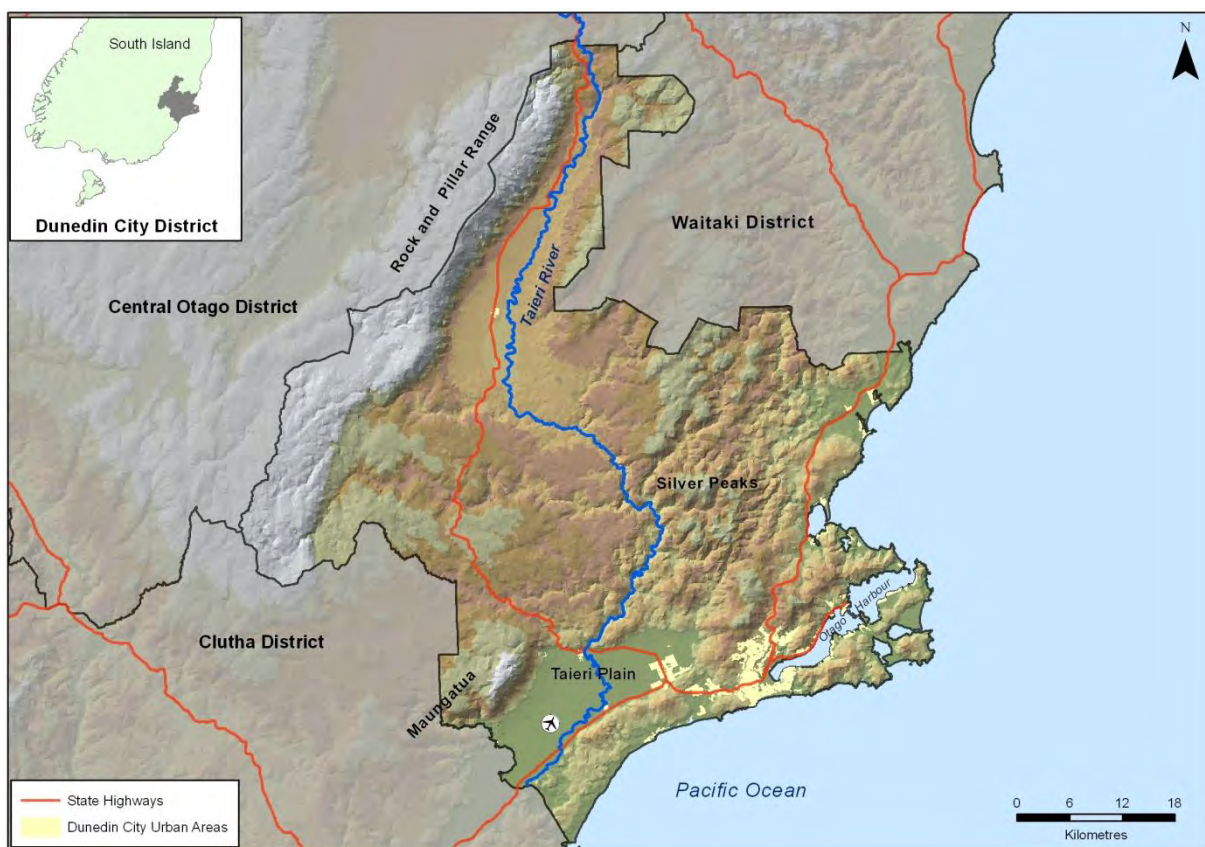 South Island
Dunedin City District
N
Rock and Pillar Range
Waitaki District
Taieri River
Central Otago District
Silver Peaks
Otago Harbour
Clutha District
Taieri Plain
Maungatua
Pacific Ocean
State Highways
Dunedin City Urban Areas
0 6 12 18
Kilometres